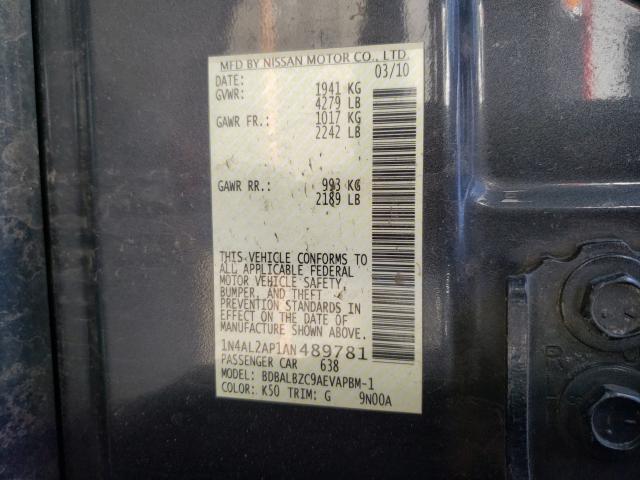 MFD BY NISSAN MOTOR CO., LTD.
DATE: 03/10
GVWR: 1941 KG
4279 LB
GAWR FR.: 1017 KG
2242 LB
GAWR RR.: 993 KG
2189 LB
THIS VEHICLE CONFORMS TO
ALL APPLICABLE FEDERAL
MOTOR VEHICLE SAFETY,
BUMPER AND THEFT
PREVENTION STANDARDS IN
EFFECT ON THE DATE OF
MANUFACTURE SHOWN ABOVE.
1N4AL2AP1AN489781
PASSENGER CAR 638
MODEL: BDBALBZC9AEVAPBM-1
COLOR: K50 TRIM: G 9N00A